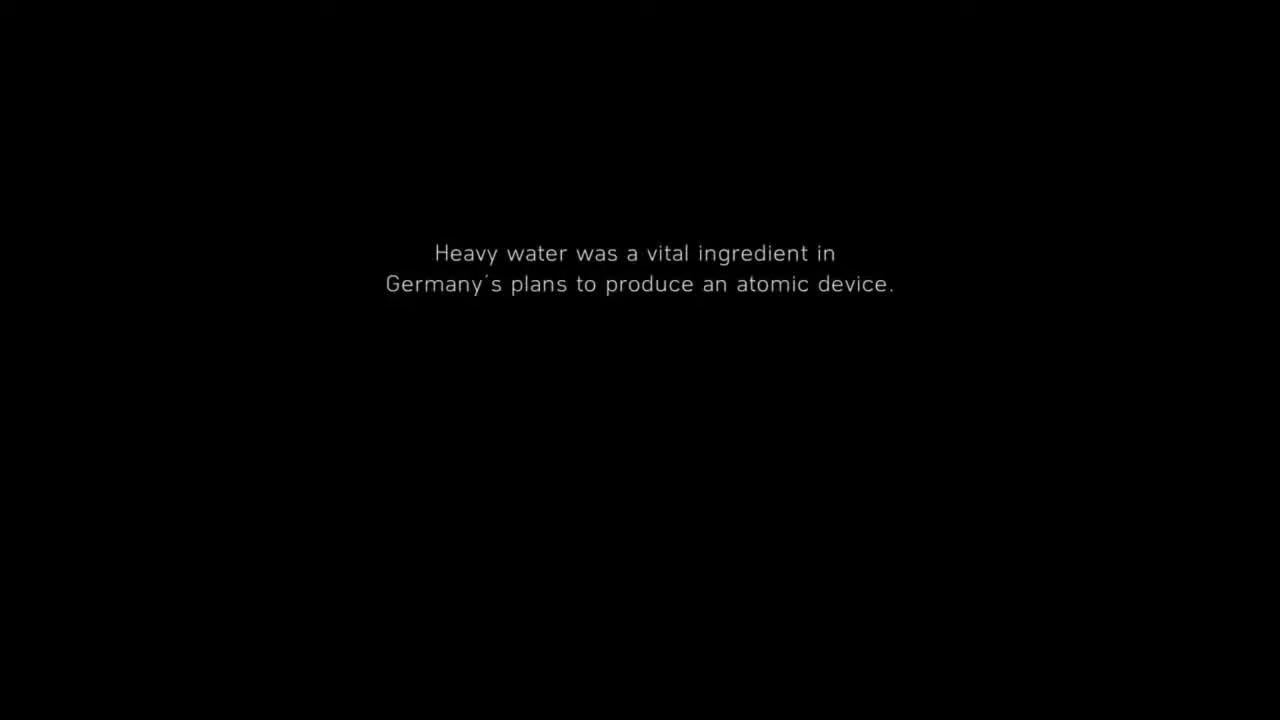 Heavy water was a vital ingredient in
Germany's plans to produce an atomic device.